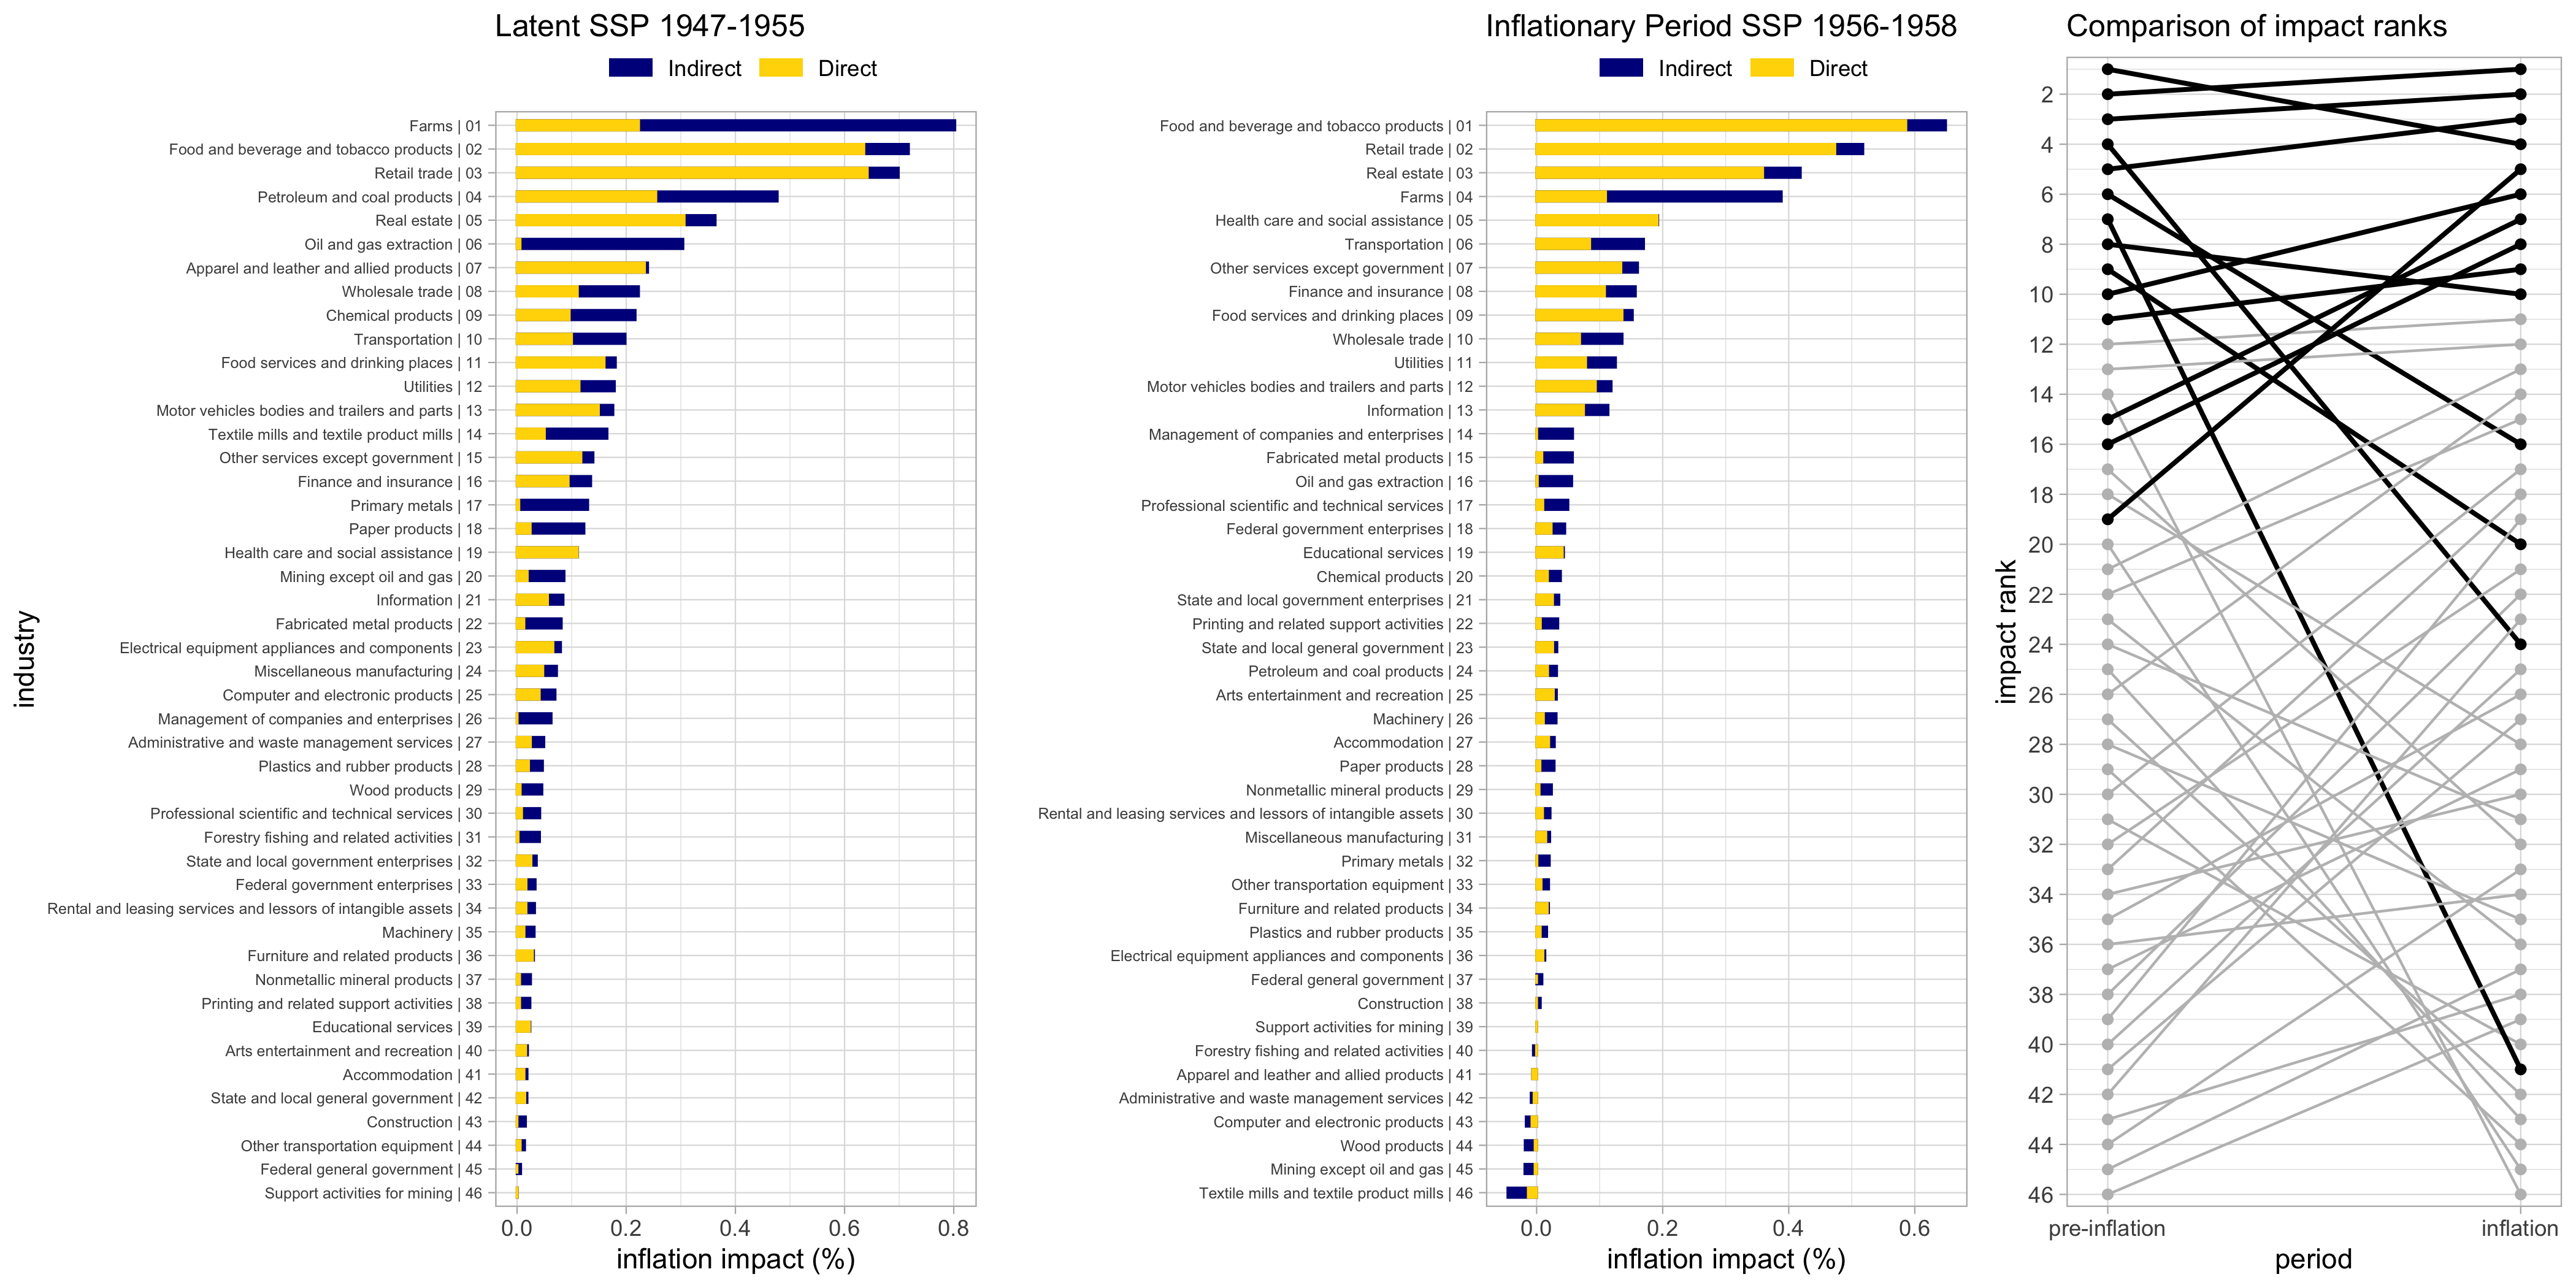 Latent SSP 1947-1955
Indirect Direct
industry
Farms | 01
Food and beverage and tobacco products | 02
Retail trade | 03
Petroleum and coal products | 04
Real estate | 05
Oil and gas extraction | 06
Apparel and leather and allied products | 07
Wholesale trade | 08
Chemical products | 09
Transportation | 10
Food services and drinking places | 11
Utilities | 12
Motor vehicles bodies and trailers and parts | 13
Textile mills and textile product mills | 14
Other services except government | 15
Finance and insurance | 16
Primary metals | 17
Paper products | 18
Health care and social assistance | 19
Mining except oil and gas | 20
Information | 21
Fabricated metal products | 22
Electrical equipment appliances and components | 23
Miscellaneous manufacturing | 24
Computer and electronic products | 25
Management of companies and enterprises | 26
Administrative and waste management services | 27
Plastics and rubber products | 28
Wood products | 29
Professional scientific and technical services | 30
Forestry fishing and related activities | 31
State and local government enterprises | 32
Federal government enterprises | 33
Rental and leasing services and lessors of intangible assets | 34
Machinery | 35
Furniture and related products | 36
Nonmetallic mineral products | 37
Printing and related support activities | 38
Educational services | 39
Arts entertainment and recreation | 40
Accommodation | 41
State and local general government | 42
Construction | 43
Other transportation equipment | 44
Federal general government | 45
Support activities for mining | 46
0.0 0.2 0.4 0.6 0.8
inflation impact (%)
Inflationary Period SSP 1956-1958
Indirect Direct
Food and beverage and tobacco products | 01
Retail trade | 02
Real estate | 03
Farms | 04
Health care and social assistance | 05
Transportation | 06
Other services except government | 07
Finance and insurance | 08
Food services and drinking places | 09
Wholesale trade | 10
Utilities | 11
Motor vehicles bodies and trailers and parts | 12
Information | 13
Management of companies and enterprises | 14
Fabricated metal products | 15
Oil and gas extraction | 16
Professional scientific and technical services | 17
Federal government enterprises | 18
Educational services | 19
Chemical products | 20
State and local government enterprises | 21
Printing and related support activities | 22
State and local general government | 23
Petroleum and coal products | 24
Arts entertainment and recreation | 25
Machinery | 26
Accommodation | 27
Paper products | 28
Nonmetallic mineral products | 29
Rental and leasing services and lessors of intangible assets | 30
Miscellaneous manufacturing | 31
Primary metals | 32
Other transportation equipment | 33
Furniture and related products | 34
Plastics and rubber products | 35
Electrical equipment appliances and components | 36
Federal general government | 37
Construction | 38
Support activities for mining | 39
Forestry fishing and related activities | 40
Apparel and leather and allied products | 41
Administrative and waste management services | 42
Computer and electronic products | 43
Wood products | 44
Mining except oil and gas | 45
Textile mills and textile product mills | 46
0.0 0.2 0.4 0.6
inflation impact (%)
Comparison of impact ranks
impact rank
2
4
6
8
10
12
14
16
18
20
22
24
26
28
30
32
34
36
38
40
42
44
46
pre-inflation inflation
period